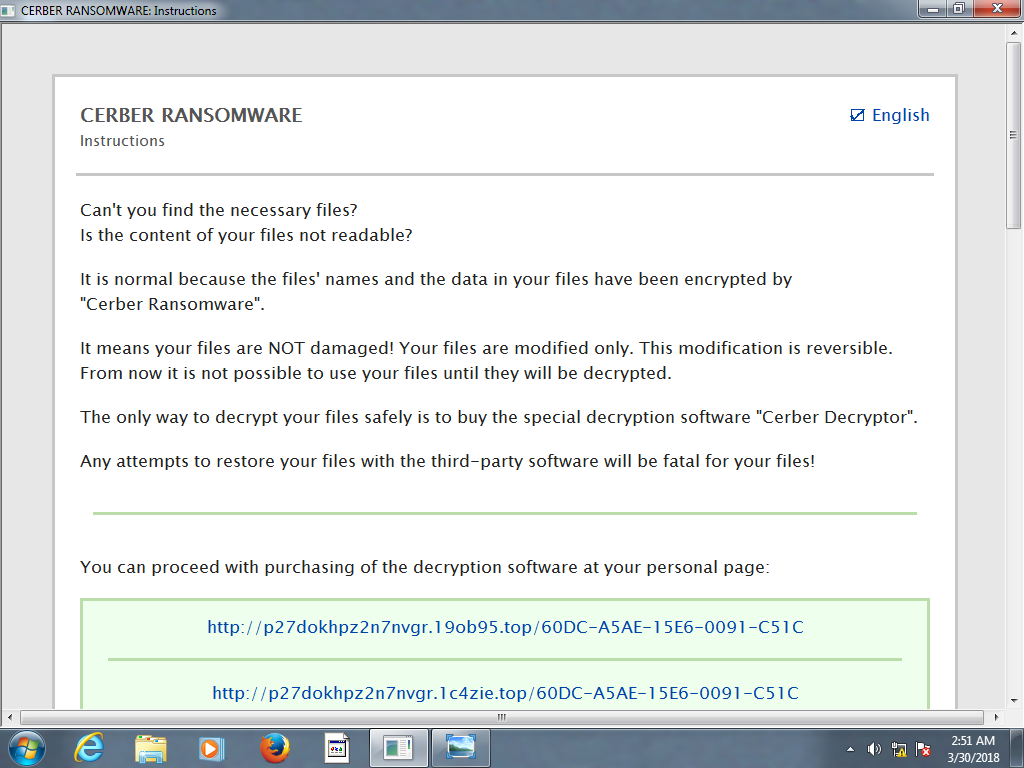 CERBER RANSOMWARE: Instructions
CERBER RANSOMWARE
English
Instructions
Can't you find the necessary files?
Is the content of your files not readable?
It is normal because the files' names and the data in your files have been encrypted by
"Cerber Ransomware".
It means your files are NOT damaged! Your files are modified only. This modification is reversible.
From now it is not possible to use your files until they will be decrypted.
The only way to decrypt your files safely is to buy the special decryption software "Cerber Decryptor".
Any attempts to restore your files with the third-party software will be fatal for your files!
You can proceed with purchasing of the decryption software at your personal page:
http://p27dokhpz2n7nvgr.19ob95.top/60DC-A5AE-15E6-0091-C51C
http://p27dokhpz2n7nvgr.1c4zie.top/60DC-A5AE-15E6-0091-C51C
2:51 AM
3/30/2018